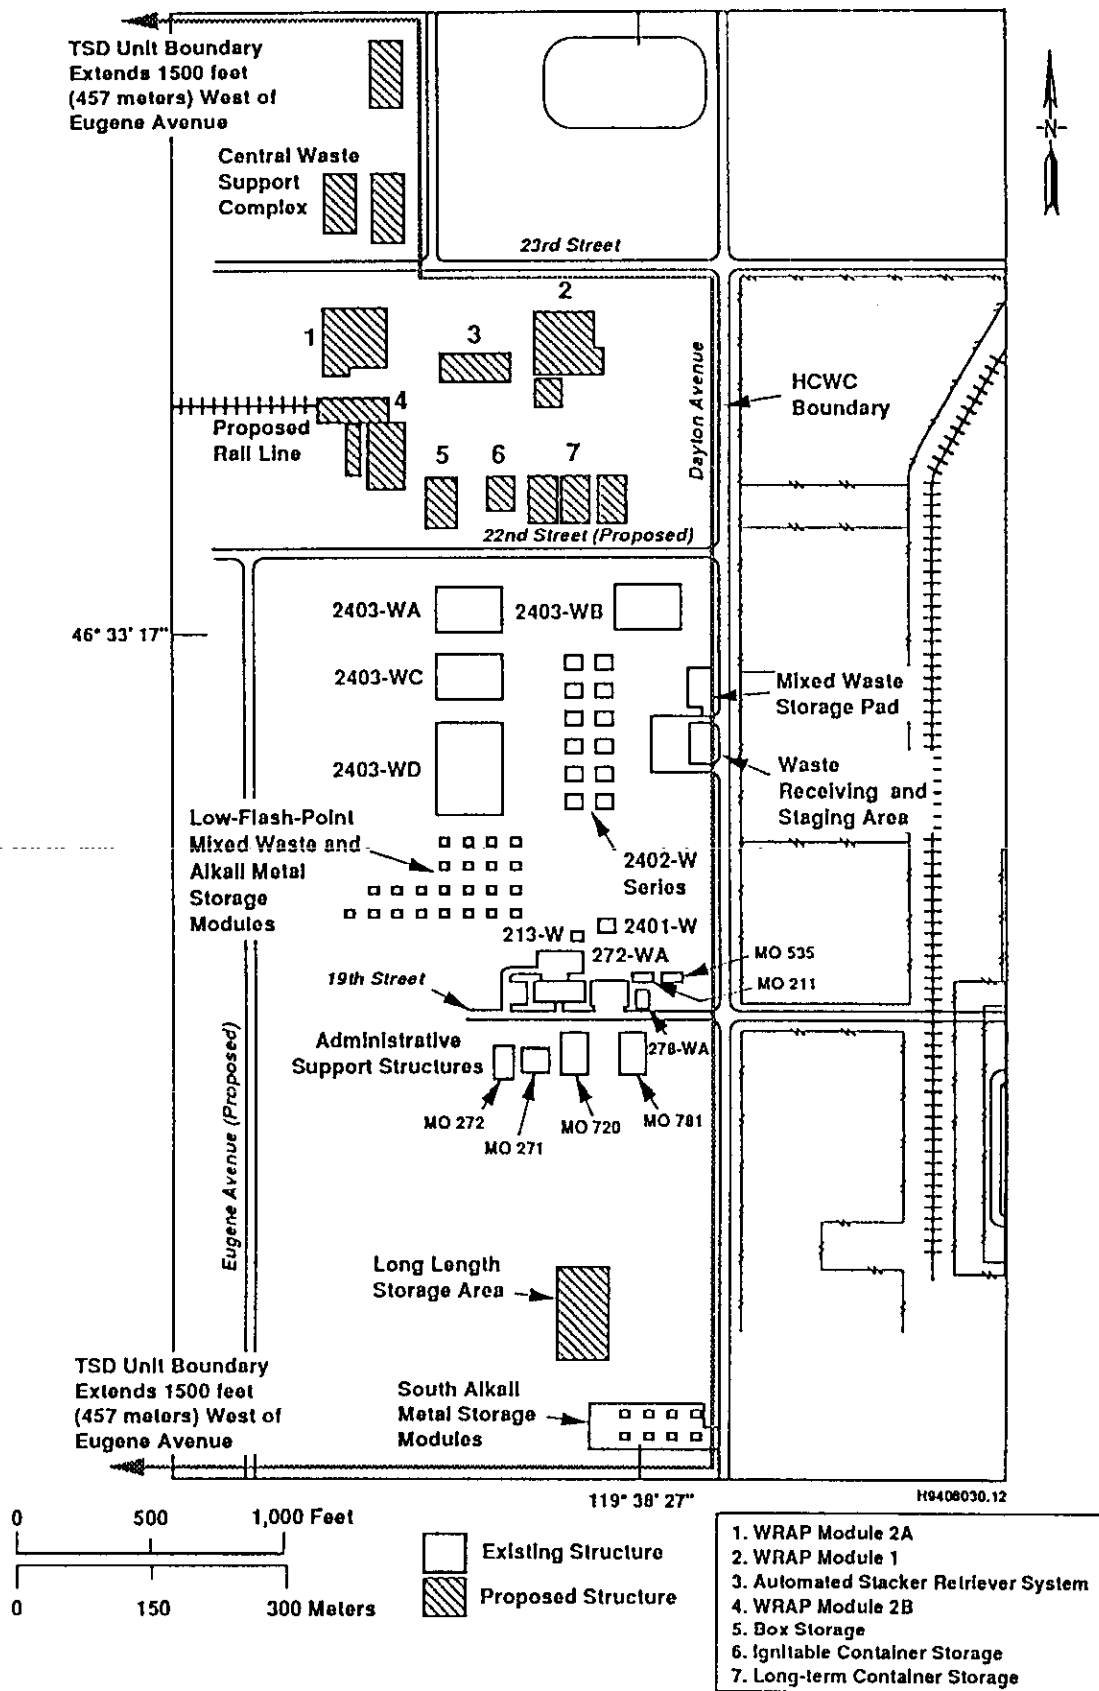 TSD Unit Boundary
Extends 1500 feet
(457 meters) West of
Eugene Avenue
N
Central Waste
Support
Complex
23rd Street
1
2
3
4
HCWC
Boundary
Dayton Avenue
Proposed
Rail Line
5
6
7
22nd Street (Proposed)
2403-WA
2403-WB
46° 33' 17"
2403-WC
Mixed Waste
Storage Pad
2403-WD
Waste
Receiving and
Staging Area
Low-Flash-Point
Mixed Waste and
Alkali Metal
Storage
Modules
2402-W
Series
2401-W
213-W
272-WA
MO 535
MO 211
19th Street
278-WA
Administrative
Support Structures
MO 272
MO 271
MO 720
MO 781
Eugene Avenue (Proposed)
Long Length
Storage Area
TSD Unit Boundary
Extends 1500 feet
(457 meters) West of
Eugene Avenue
South Alkali
Metal Storage
Modules
119° 38' 27"
H9408030.12
0 500 1,000 Feet
0 150 300 Meters
Existing Structure
Proposed Structure
1. WRAP Module 2A
2. WRAP Module 1
3. Automated Stacker Retriever System
4. WRAP Module 2B
5. Box Storage
6. Ignitable Container Storage
7. Long-term Container Storage